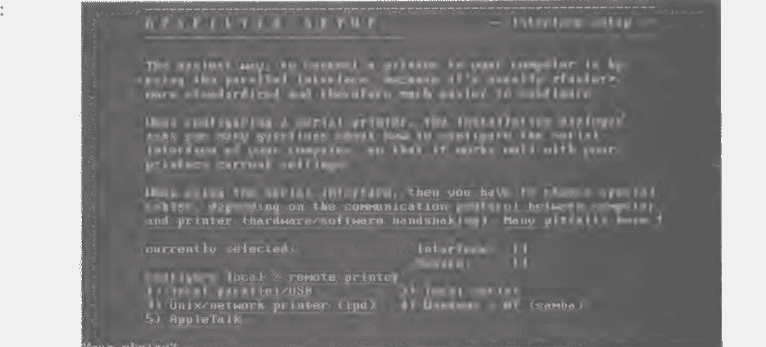 :
- Interface setup -
The easiest way, to connect a printer to your computer is by
using the parallel interface, because it's usually
more standardized and therefore much easier to
When configuring a serial printer, the installation
asks you many questions about how to configure the serial
interface of your computer, so that it works well with your
printers current settings.
When using the serial interface, then you have to choose special
depending on the communication protocol between computer
and printer (hardware/software handshaking). Many pitfalls here !
currently selected: Interface: []
[]
configure local / remote printer
1) local parallel/USB 2) local serial
3) Unix/network printer (lpd) 4) Windows / NT (samba)
5) AppleTalk
Your choice?